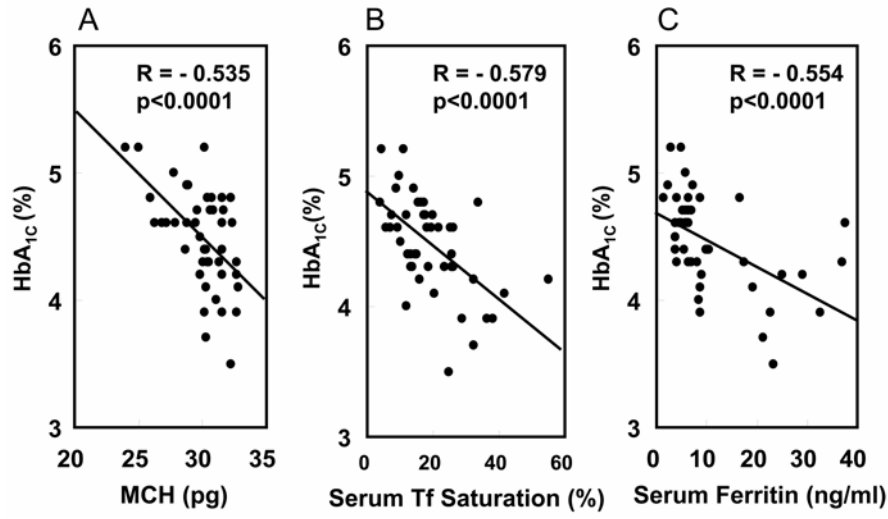 A
6
5
4
3
HbA1C (%)
R = - 0.535
p<0.0001
20 25 30 35
MCH (pg)
B
6
5
4
3
HbA1C (%)
R = - 0.579
p<0.0001
0 20 40 60
Serum Tf Saturation (%)
C
6
5
4
3
HbA1C (%)
R = - 0.554
p<0.0001
0 10 20 30 40
Serum Ferritin (ng/ml)